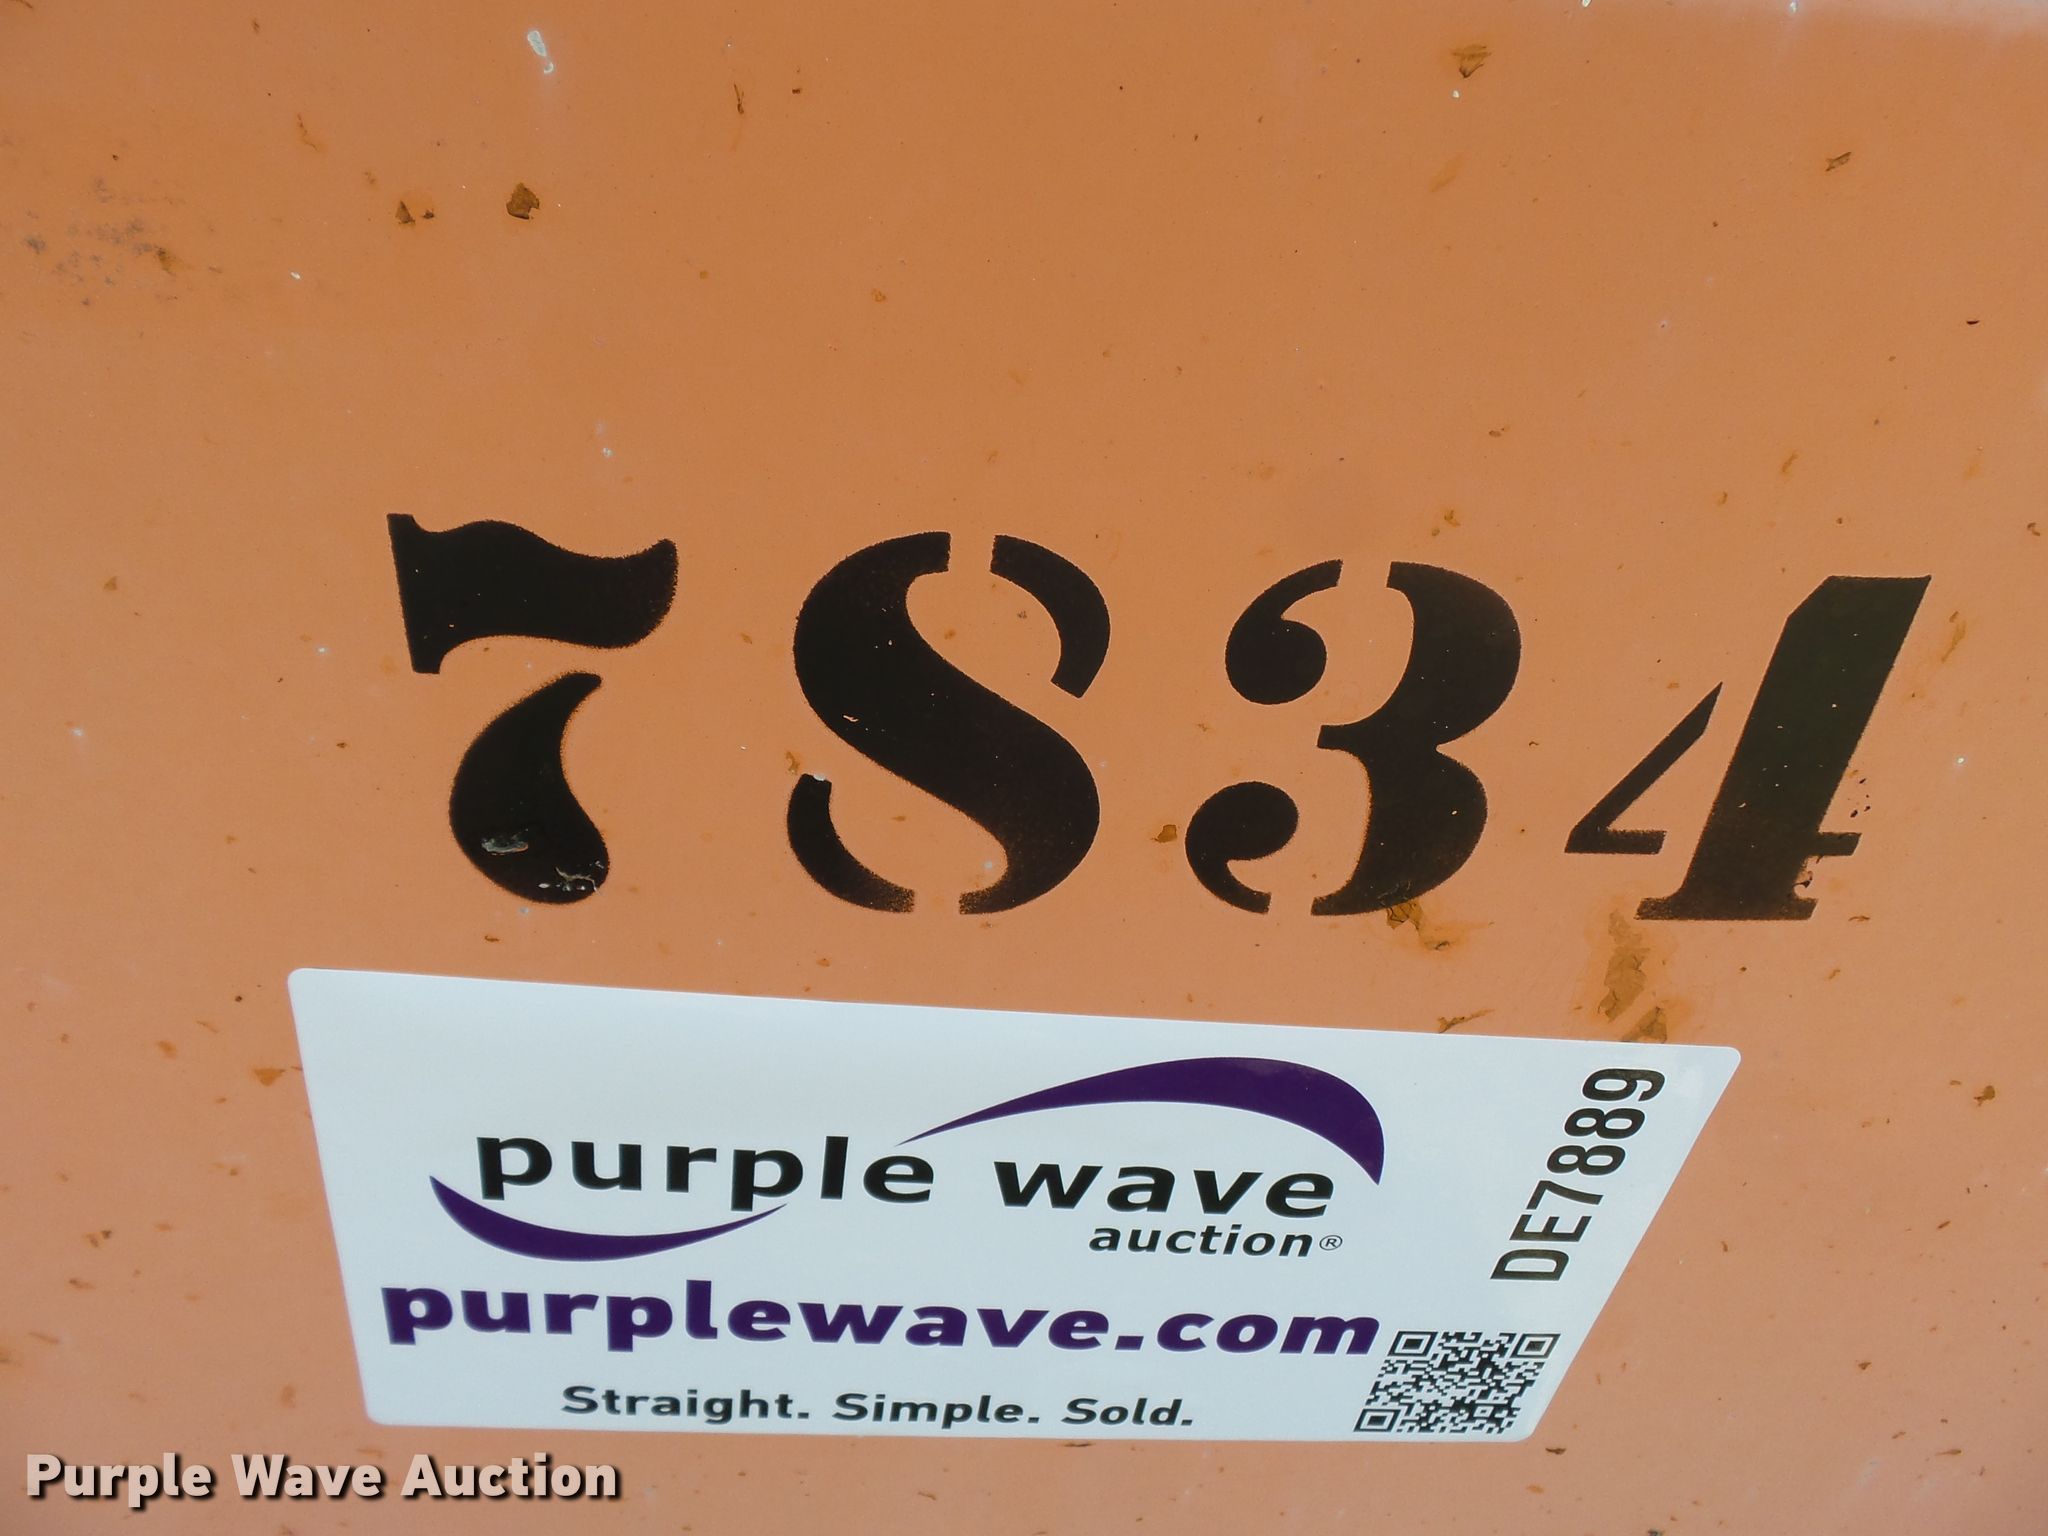 7834
purple wave
auction®
purplewave.com
Straight. Simple. Sold.
DE7889
Purple Wave Auction